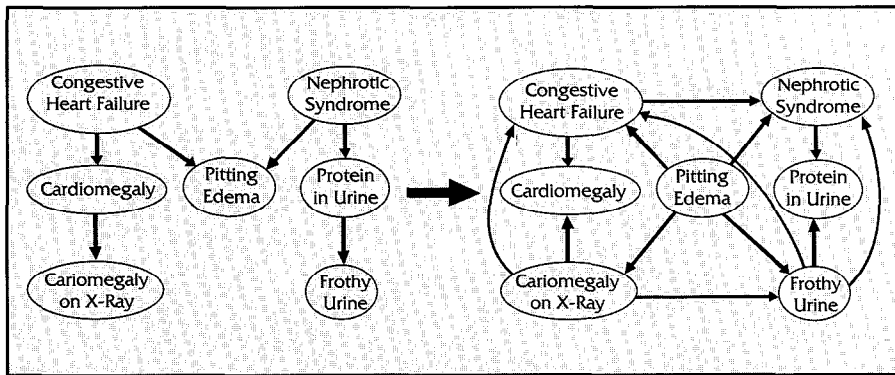 Congestive
Heart Failure
Nephrotic
Syndrome
Cardiomegaly
Pitting
Edema
Protein
in Urine
Cariomegaly
on X-Ray
Frothy
Urine
Congestive
Heart Failure
Nephrotic
Syndrome
Cardiomegaly
Pitting
Edema
Protein
in Urine
Cariomegaly
on X-Ray
Frothy
Urine